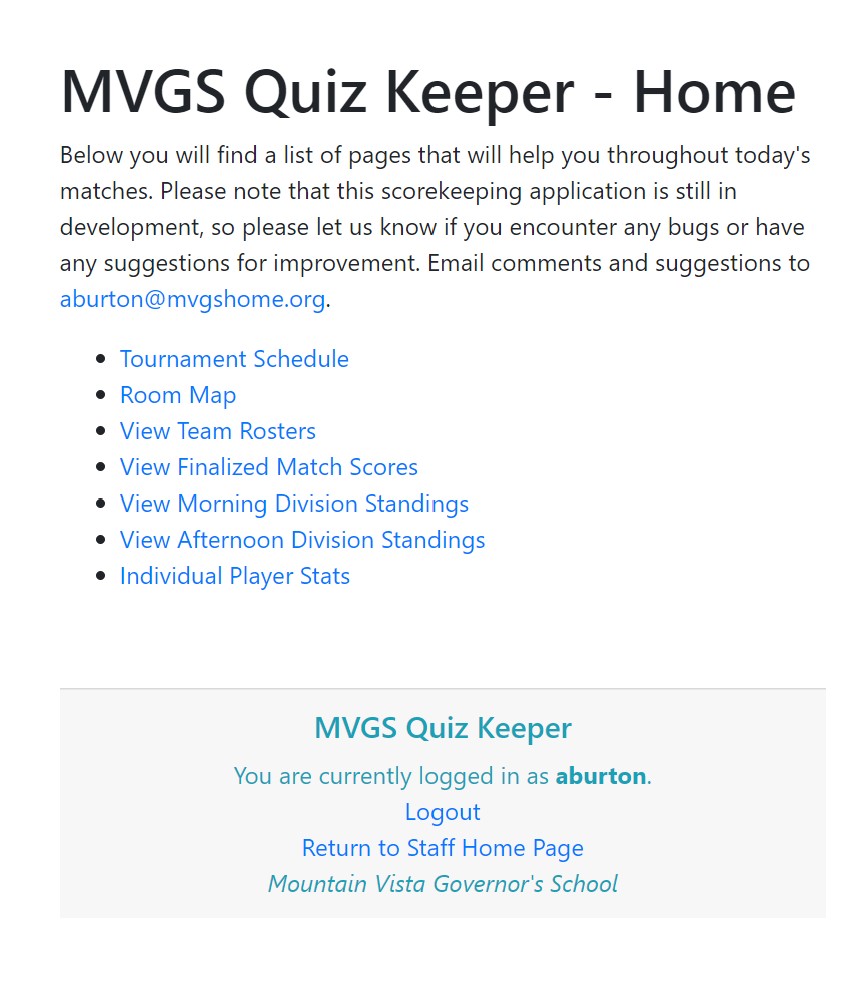 MVGS Quiz Keeper - Home
Below you will find a list of pages that will help you throughout today's
matches. Please note that this scorekeeping application is still in
development, so please let us know if you encounter any bugs or have
any suggestions for improvement. Email comments and suggestions to
aburton@mvgshome.org.
• Tournament Schedule
• Room Map
• View Team Rosters
• View Finalized Match Scores
• View Morning Division Standings
• View Afternoon Division Standings
• Individual Player Stats
MVGS Quiz Keeper
You are currently logged in as aburton.
Logout
Return to Staff Home Page
Mountain Vista Governor's School